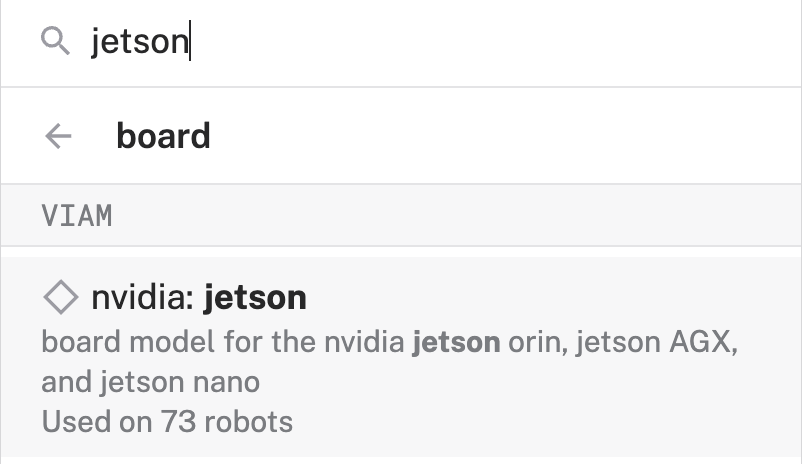 jetson
board
VIAM
nvidia: jetson
board model for the nvidia jetson orin, jetson AGX,
and jetson nano
Used on 73 robots